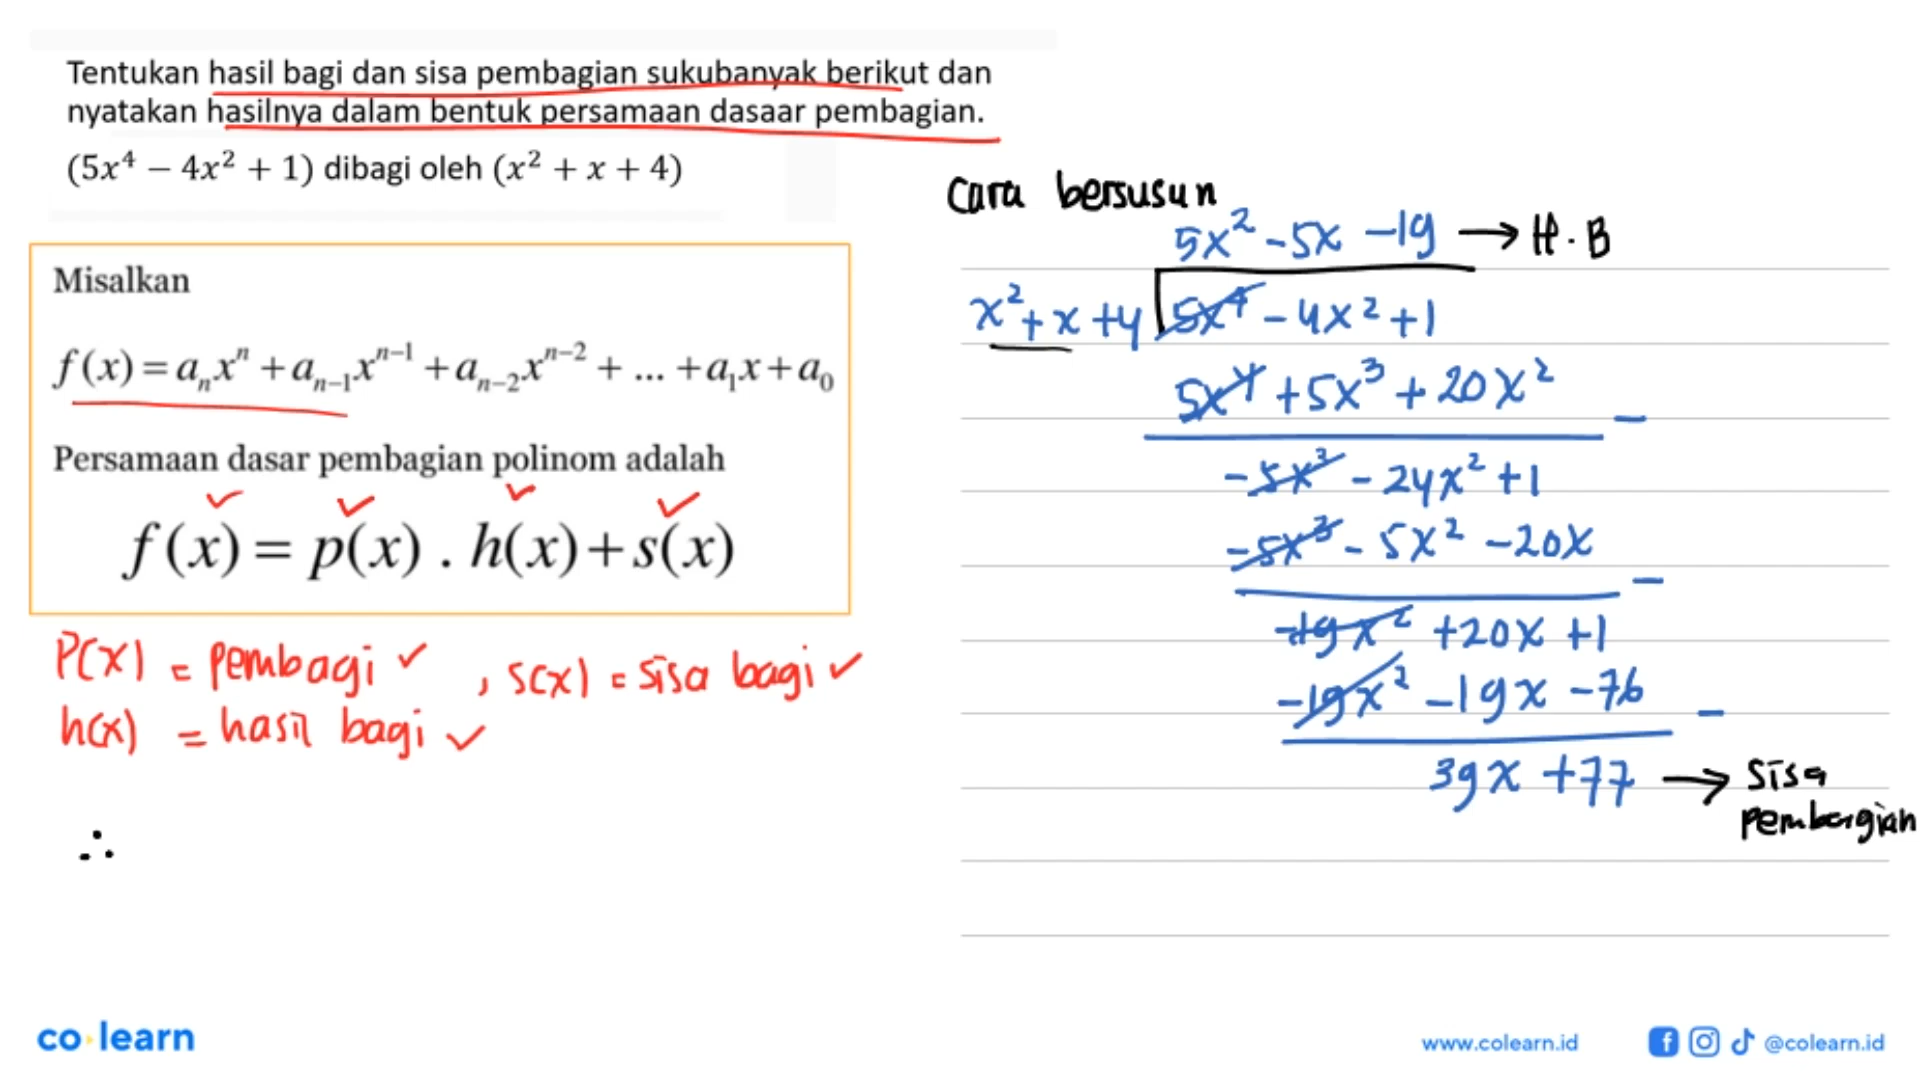 Tentukan hasil bagi dan sisa pembagian sukubanyak berikut dan
nyatakan hasilnya dalam bentuk persamaan dasaar pembagian.
(5x⁴ − 4x² + 1) dibagi oleh (x² + x + 4)
Misalkan
f(x) = aₙxⁿ + aₙ₋₁xⁿ⁻¹ + aₙ₋₂xⁿ⁻² + ... + a₁x + a₀
Persamaan dasar pembagian polinom adalah
f(x) = p(x) . h(x) + s(x)
P(x) = pembagi ✓ , s(x) = sisa bagi ✓
h(x) = hasil bagi ✓
∴
Cara bersusun
5x² - 5x - 19 → H.B
x² + x + 4 5x⁴ - 4x² + 1
5x⁴ + 5x³ + 20x² -
-5x³ - 24x² + 1
-5x³ - 5x² - 20x -
-19x² + 20x + 1
-19x² - 19x - 76 -
39x + 77 → sisa
pembagian
co learn
www.colearn.id
@colearn.id